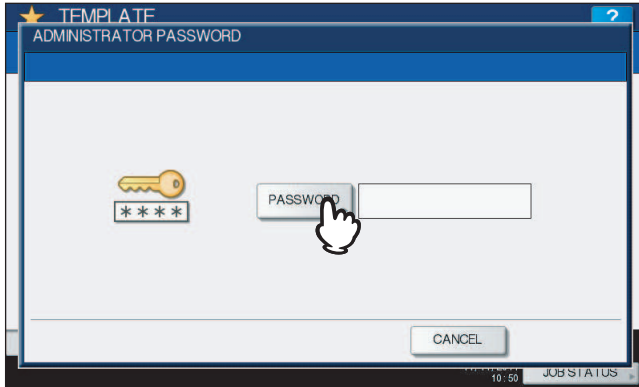 TEMPLATE
?
ADMINISTRATOR PASSWORD
****
PASSWORD
CANCEL
10:50
JOB STATUS